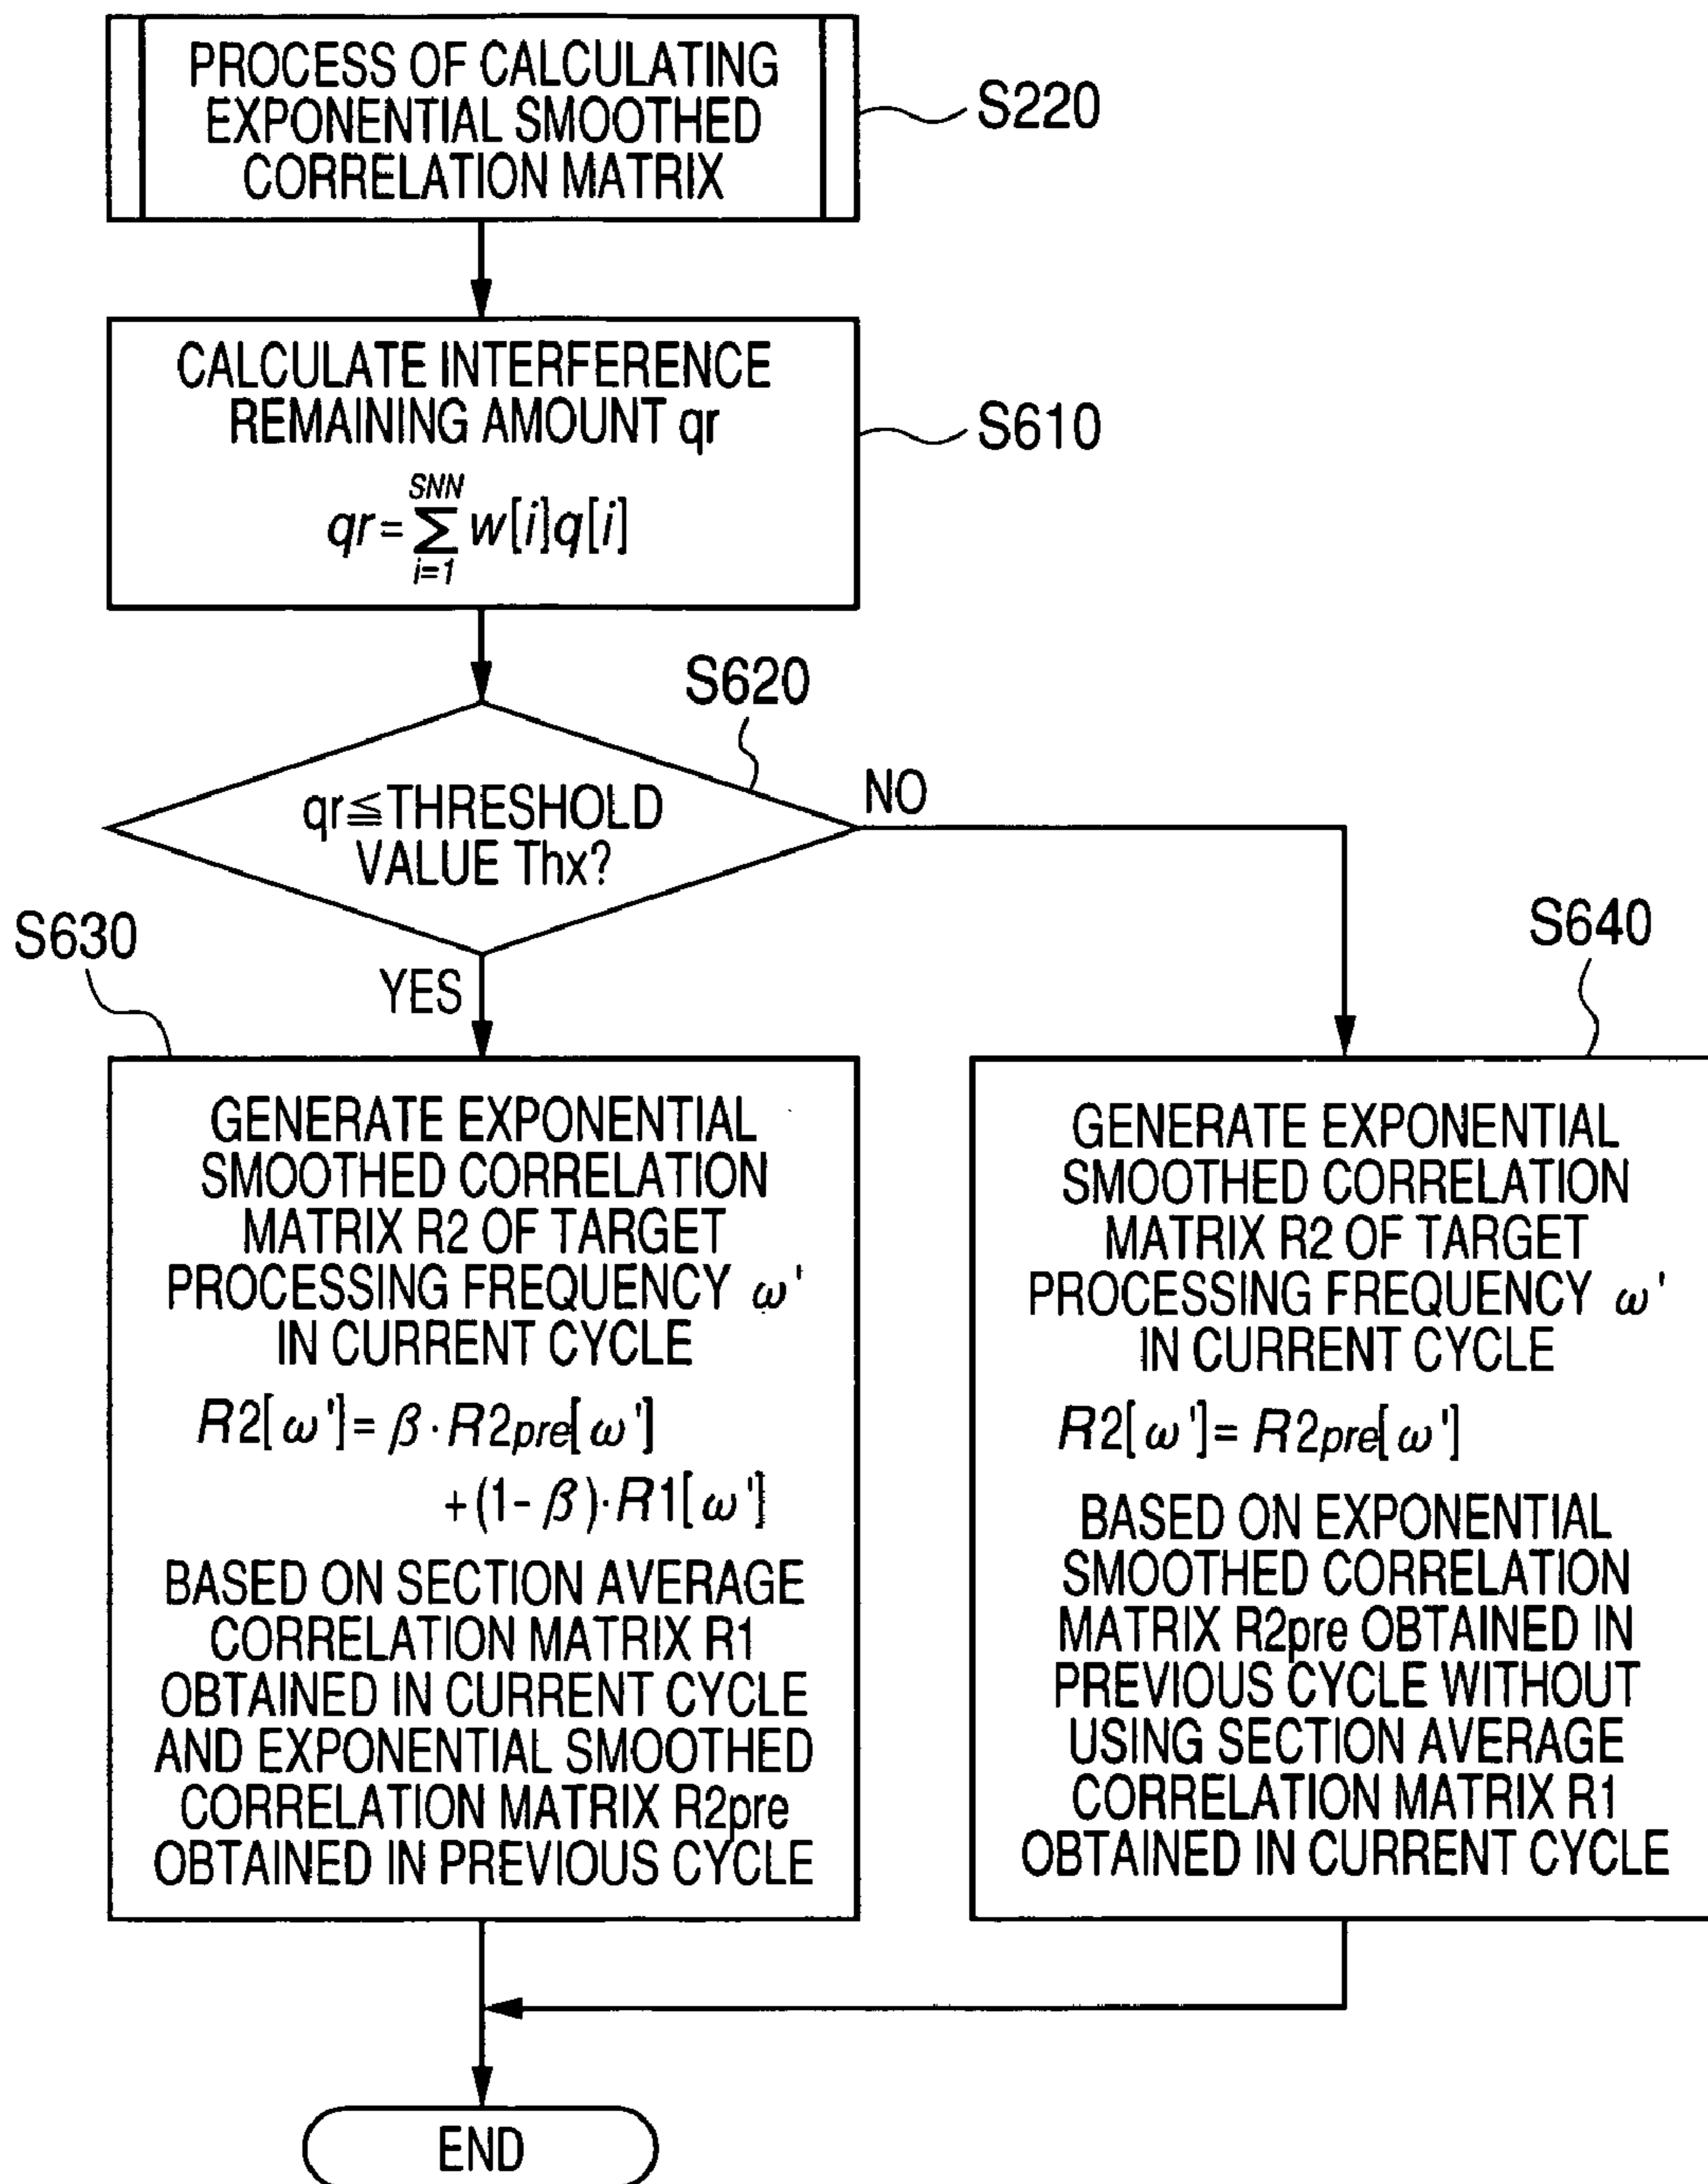 PROCESS OF CALCULATING
EXPONENTIAL SMOOTHED
CORRELATION MATRIX
S220
CALCULATE INTERFERENCE
REMAINING AMOUNT qr
SNN
qr=Σw[i]q[i]
i=1
S610
S620
qr≦THRESHOLD
VALUE Thx?
NO
YES
S630
GENERATE EXPONENTIAL
SMOOTHED CORRELATION
MATRIX R2 OF TARGET
PROCESSING FREQUENCY ω'
IN CURRENT CYCLE
R2[ω']=β·R2pre[ω']
+(1-β)·R1[ω']
BASED ON SECTION AVERAGE
CORRELATION MATRIX R1
OBTAINED IN CURRENT CYCLE
AND EXPONENTIAL SMOOTHED
CORRELATION MATRIX R2pre
OBTAINED IN PREVIOUS CYCLE
S640
GENERATE EXPONENTIAL
SMOOTHED CORRELATION
MATRIX R2 OF TARGET
PROCESSING FREQUENCY ω'
IN CURRENT CYCLE
R2[ω']=R2pre[ω']
BASED ON EXPONENTIAL
SMOOTHED CORRELATION
MATRIX R2pre OBTAINED IN
PREVIOUS CYCLE WITHOUT
USING SECTION AVERAGE
CORRELATION MATRIX R1
OBTAINED IN CURRENT CYCLE
END